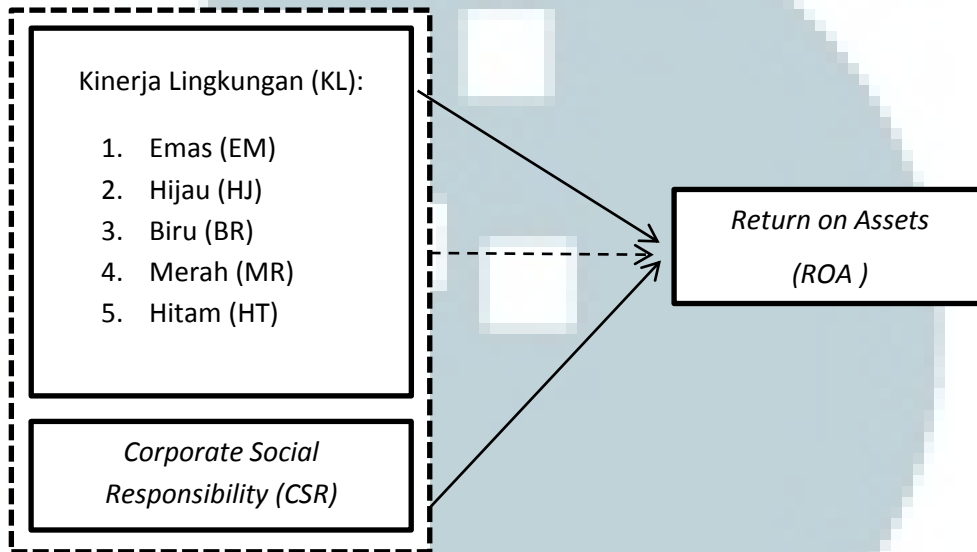 Kinerja Lingkungan (KL):
1. Emas (EM)
2. Hijau (HJ)
3. Biru (BR)
4. Merah (MR)
5. Hitam (HT)
Corporate Social
Responsibility (CSR)
Return on Assets
(ROA )